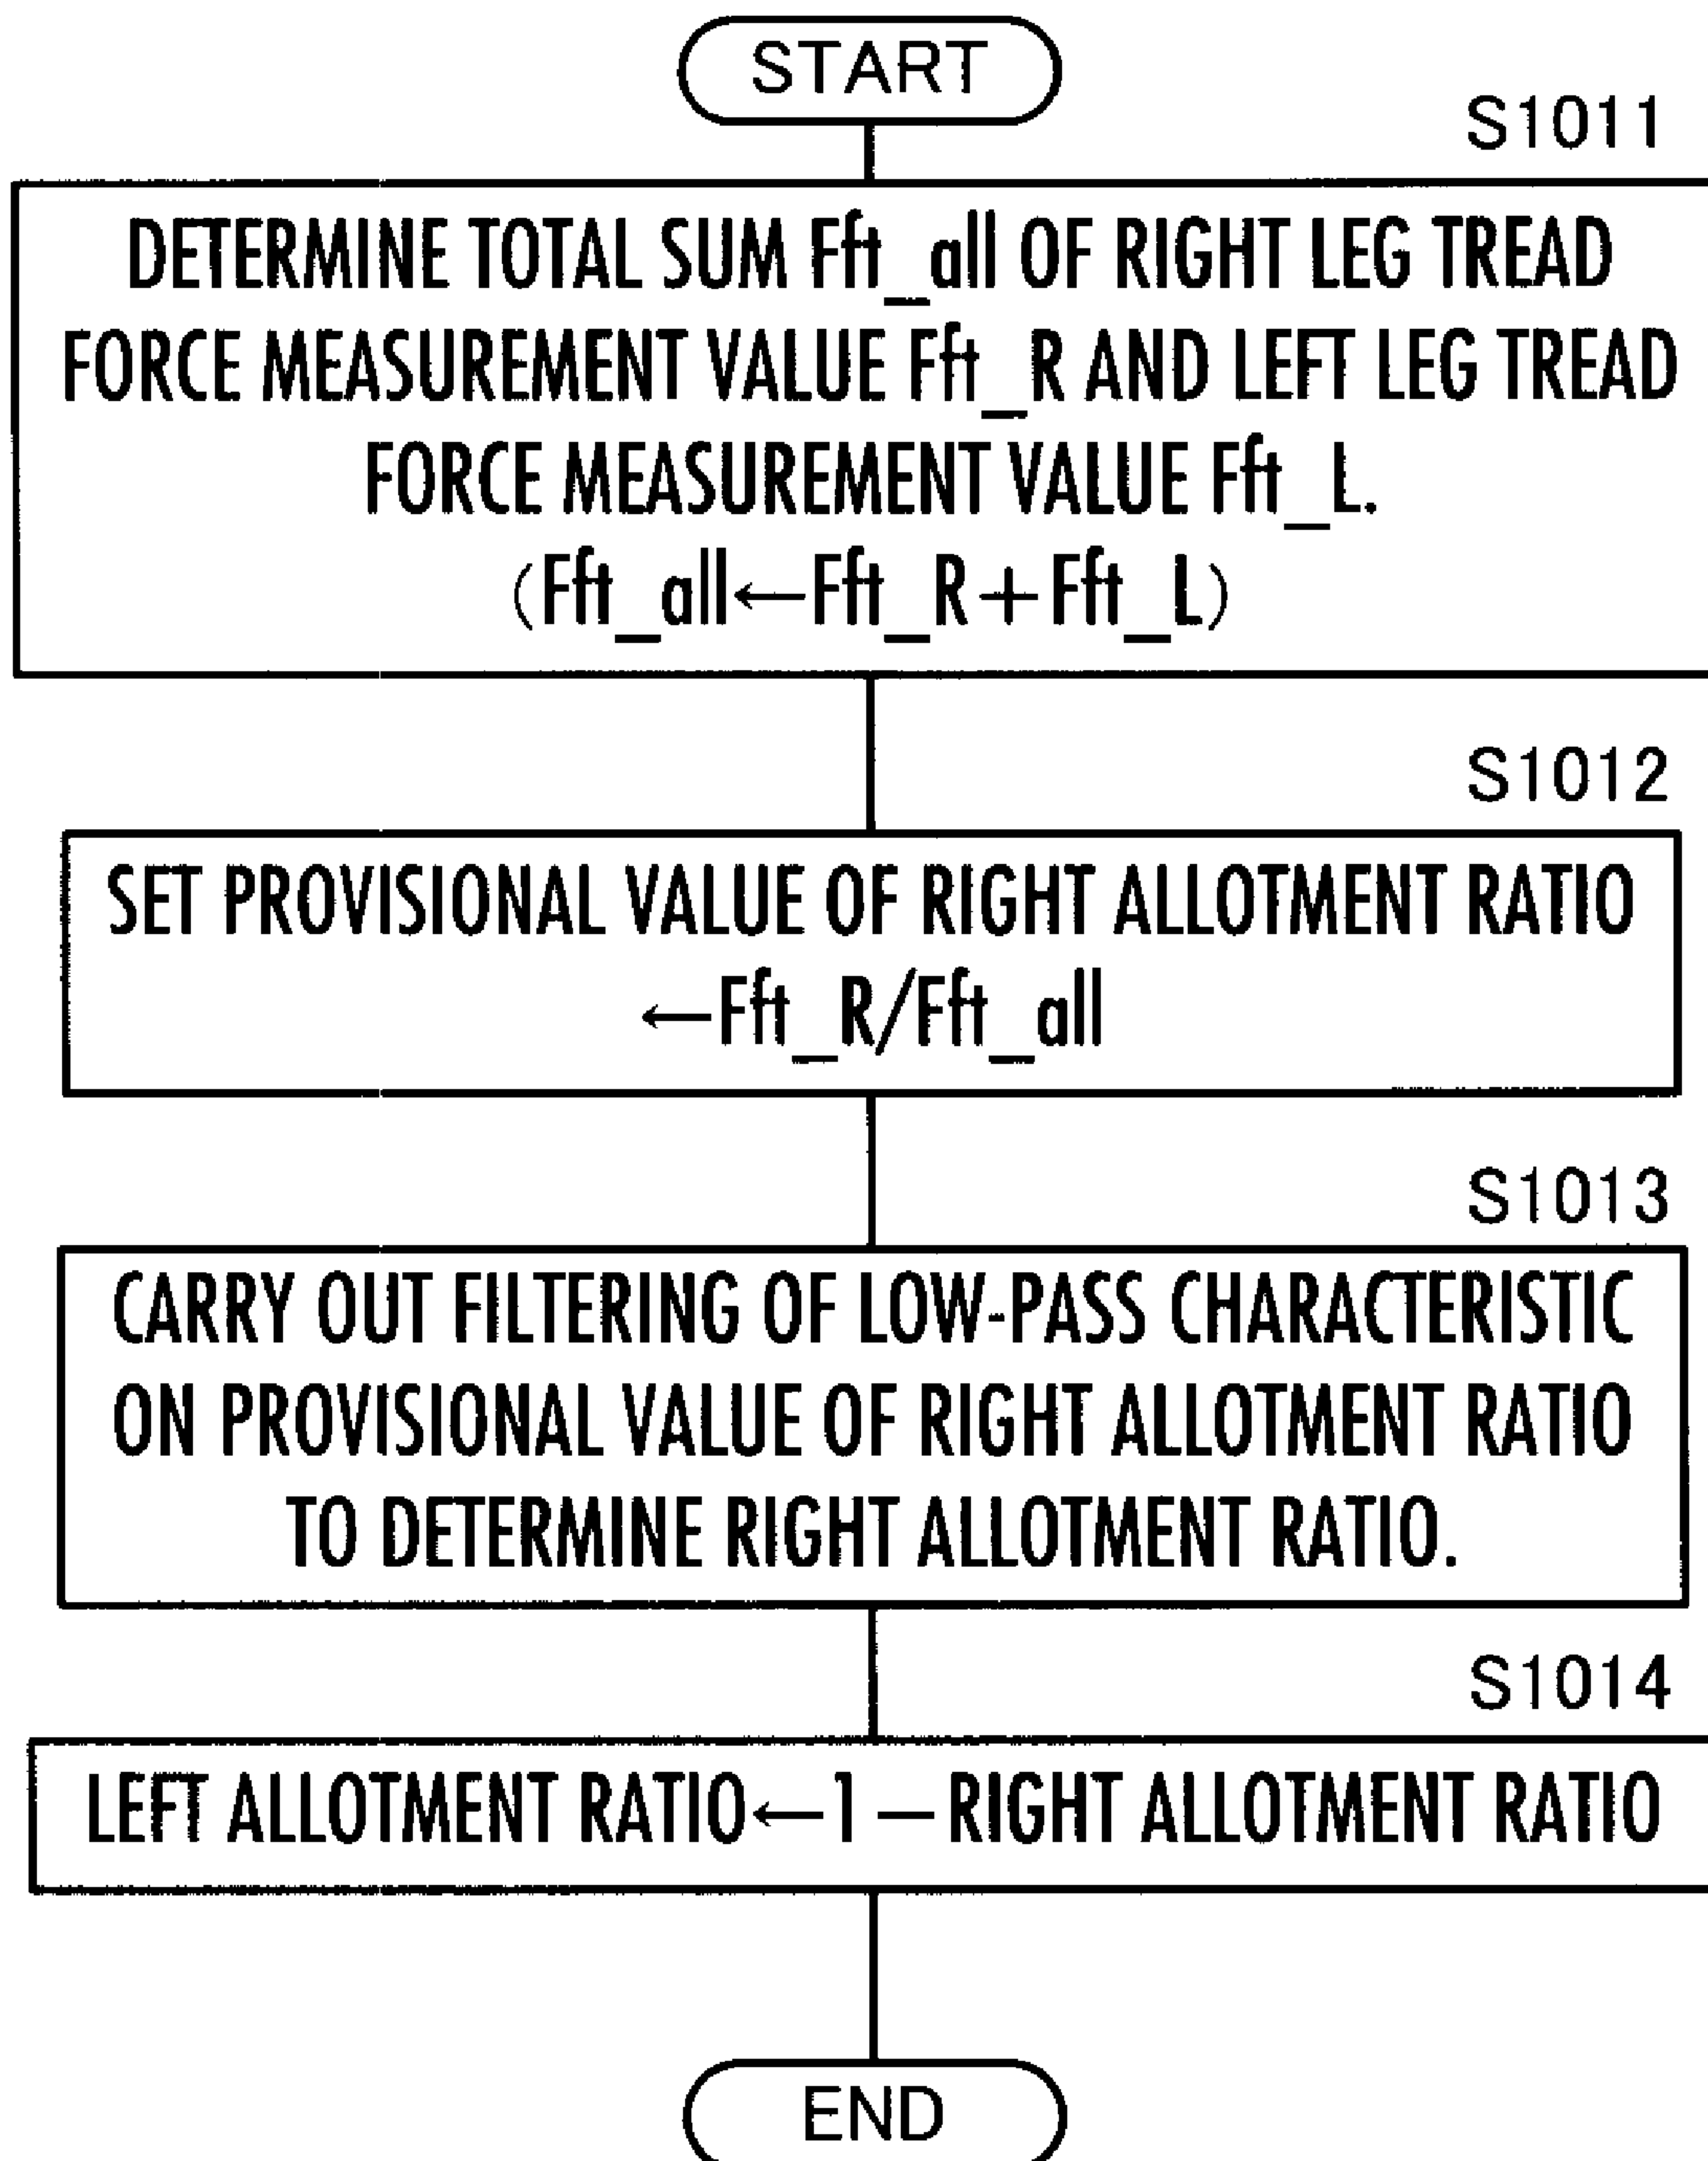 START
S1011
DETERMINE TOTAL SUM Fft_all OF RIGHT LEG TREAD
FORCE MEASUREMENT VALUE Fft_R AND LEFT LEG TREAD
FORCE MEASUREMENT VALUE Fft_L.
(Fft_all←Fft_R+Fft_L)
S1012
SET PROVISIONAL VALUE OF RIGHT ALLOTMENT RATIO
←Fft_R/Fft_all
S1013
CARRY OUT FILTERING OF LOW-PASS CHARACTERISTIC
ON PROVISIONAL VALUE OF RIGHT ALLOTMENT RATIO
TO DETERMINE RIGHT ALLOTMENT RATIO.
S1014
LEFT ALLOTMENT RATIO←1—RIGHT ALLOTMENT RATIO
END